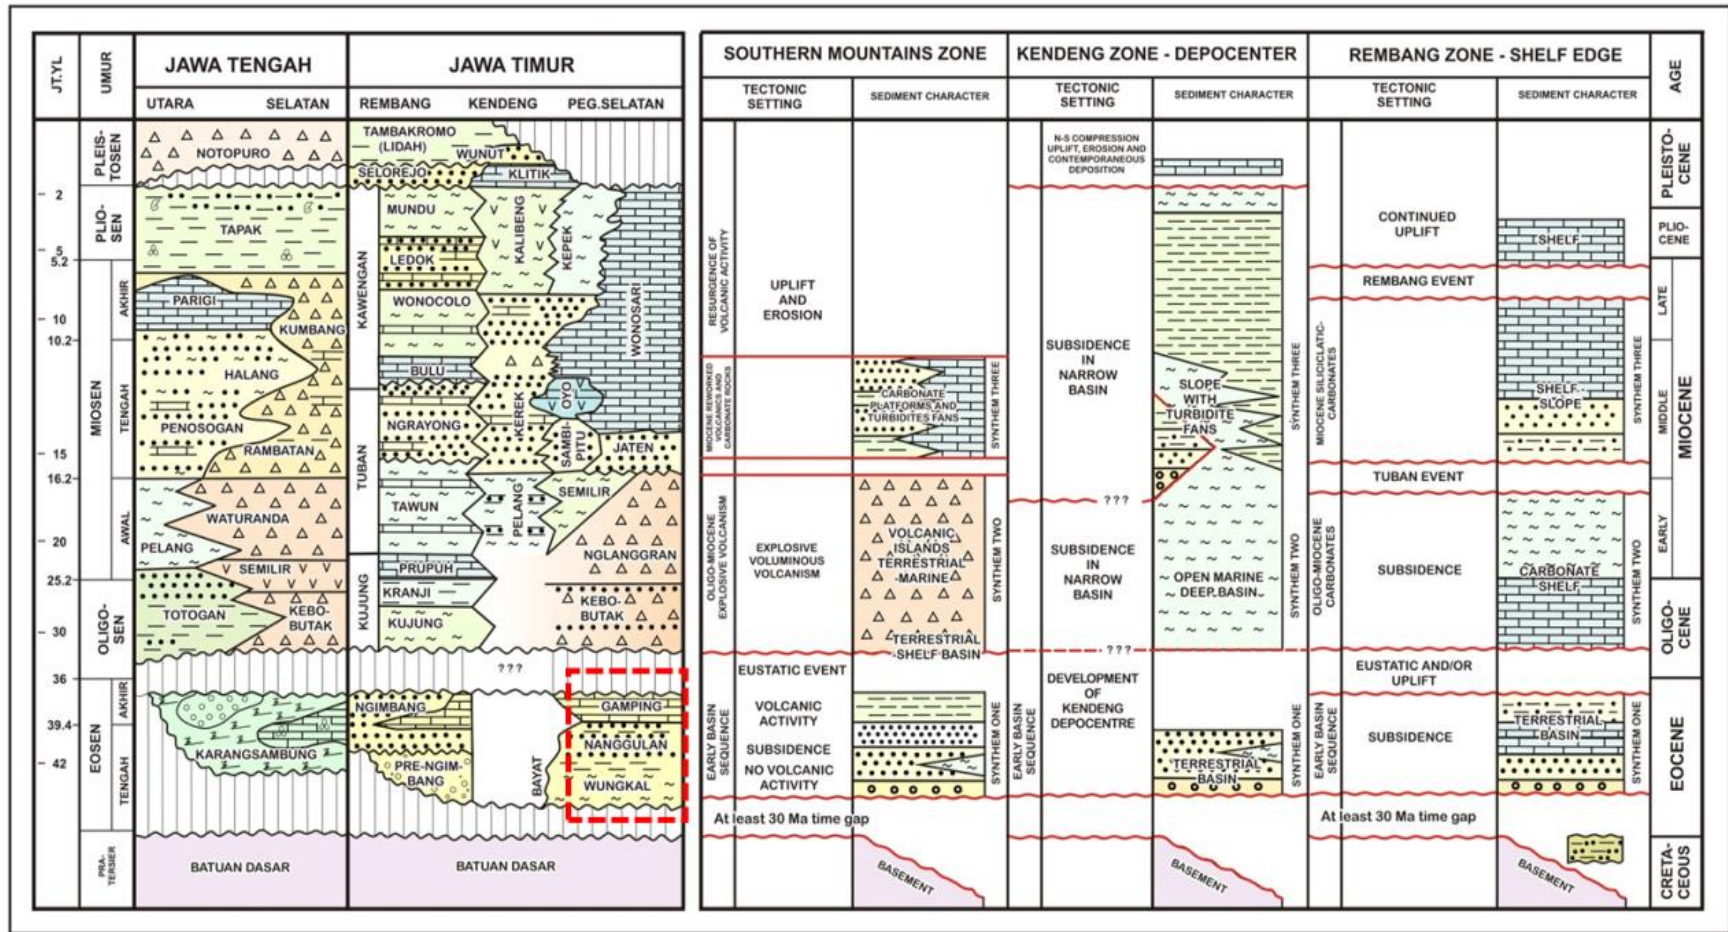 JT.YL
UMUR
JAWA TENGAH
UTARA
SELATAN
JAWA TIMUR
REMBANG
KENDENG
PEG.SELATAN
PLEIS-
TOSEN
PLIO-
SEN
MIOSEN
AKHIR
TENGAH
AWAL
OLIGO-
SEN
EOSEN
AKHIR
TENGAH
PRA-
TERSIER
2
5
5.2
10
10.2
15
16.2
20
25.2
30
36
39.4
42
NOTOPURO
TAPAK
PARIGI
KUMBANG
HALANG
PENOSOGAN
RAMBATAN
WATURANDA
PELANG
SEMILIR
TOTOGAN
KEBO-
BUTAK
KARANGSAMBUNG
BATUAN DASAR
KAWENGAN
TUBAN
KUJUNG
TAMBAKROMO
(LIDAH)
WUNUT
SELOREJO
KLITIK
MUNDU
KALIBENG
KEPEK
LEDOK
WONOCOLO
WONOSARI
BULU
OYO
KEREK
NGRAYONG
SAMBI-
PITU
JATEN
SEMILIR
TAWUN
PELANG
NGLANGGRAN
PRUPUH
KRANJI
KEBO-
BUTAK
KUJUNG
???
NGIMBANG
GAMPING
NANGGULAN
PRE-NGIM-
BANG
BAYAT
WUNGKAL
BATUAN DASAR
SOUTHERN MOUNTAINS ZONE
TECTONIC
SETTING
SEDIMENT CHARACTER
RESURGENCE OF
VOLCANIC ACTIVITY
UPLIFT
AND
EROSION
MIOCENE REWORKED
VOLCANICS AND
CARBONATE ROCKS
CARBONATE
PLATFORMS AND
TURBIDITES FANS
SYNTHEM THREE
OLIGO-MIOCENE
EXPLOSIVE VOLCANISM
EXPLOSIVE
VOLUMINOUS
VOLCANISM
VOLCANIC
ISLANDS
TERRESTRIAL
-MARINE
TERRESTRIAL
-SHELF BASIN
SYNTHEM TWO
EUSTATIC EVENT
EARLY BASIN
SEQUENCE
VOLCANIC
ACTIVITY
SUBSIDENCE
NO VOLCANIC
ACTIVITY
SYNTHEM ONE
At least 30 Ma time gap
BASEMENT
KENDENG ZONE - DEPOCENTER
TECTONIC
SETTING
SEDIMENT CHARACTER
N-S COMPRESSION
UPLIFT, EROSION AND
CONTEMPORANEOUS
DEPOSITION
SUBSIDENCE
IN
NARROW
BASIN
SLOPE
WITH
TURBIDITE
FANS
SYNTHEM THREE
???
SUBSIDENCE
IN
NARROW
BASIN
OPEN MARINE
DEEP BASIN
SYNTHEM TWO
???
EARLY BASIN
SEQUENCE
DEVELOPMENT
OF
KENDENG
DEPOCENTRE
TERRESTRIAL
BASIN
SYNTHEM ONE
BASEMENT
REMBANG ZONE - SHELF EDGE
TECTONIC
SETTING
SEDIMENT CHARACTER
CONTINUED
UPLIFT
SHELF
REMBANG EVENT
MIOCENE SILICLATIC-
CARBONATES
SHELF -
SLOPE
SYNTHEM THREE
TUBAN EVENT
OLIGO-MIOCENE
CARBONATES
SUBSIDENCE
CARBONATE
SHELF
SYNTHEM TWO
EUSTATIC AND/OR
UPLIFT
EARLY BASIN
SEQUENCE
SUBSIDENCE
TERRESTRIAL
BASIN
SYNTHEM ONE
At least 30 Ma time gap
BASEMENT
AGE
PLEISTO-
CENE
PLIO-
CENE
MIOCENE
LATE
MIDDLE
EARLY
OLIGO-
CENE
EOCENE
CRETA-
CEOUS